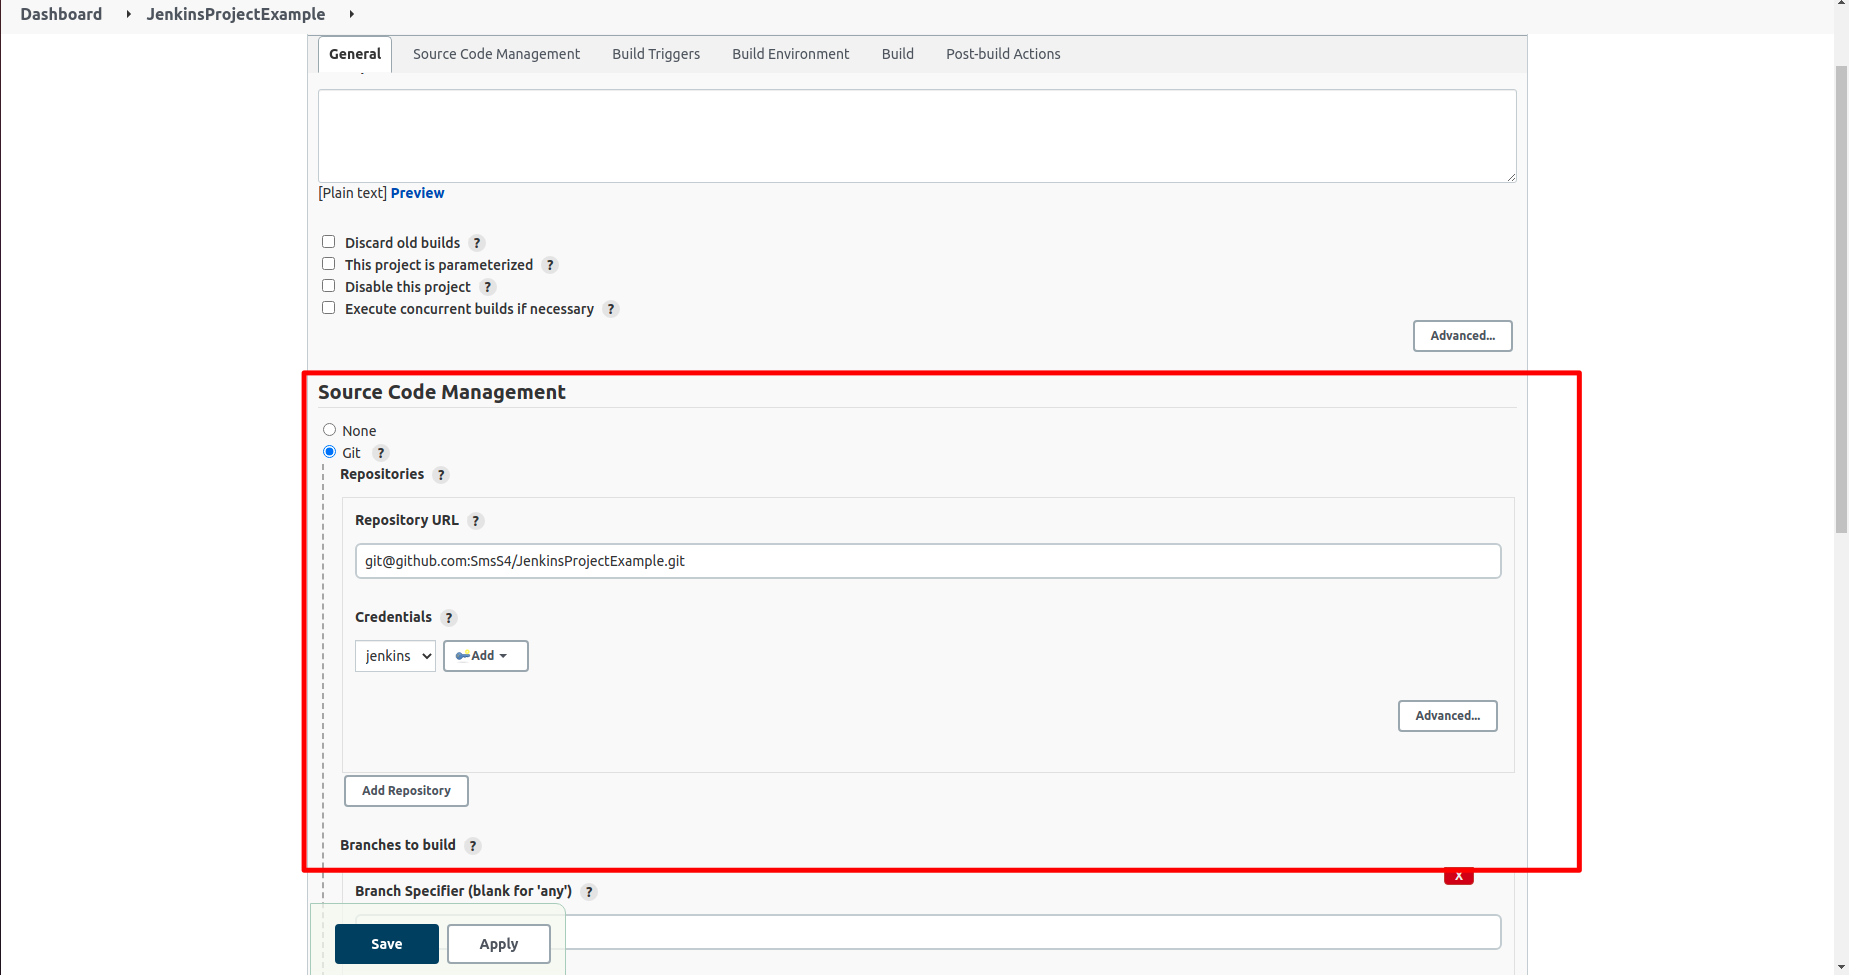 Dashboard JenkinsProjectExample
General Source Code Management Build Triggers Build Environment Build Post-build Actions
[Plain text] Preview
Discard old builds ?
This project is parameterized ?
Disable this project ?
Execute concurrent builds if necessary ?
Advanced...
Source Code Management
None
Git ?
Repositories ?
Repository URL ?
git@github.com:SmsS4/JenkinsProjectExample.git
Credentials ?
jenkins Add
Advanced...
Add Repository
Branches to build ?
X
Branch Specifier (blank for 'any') ?
Save Apply